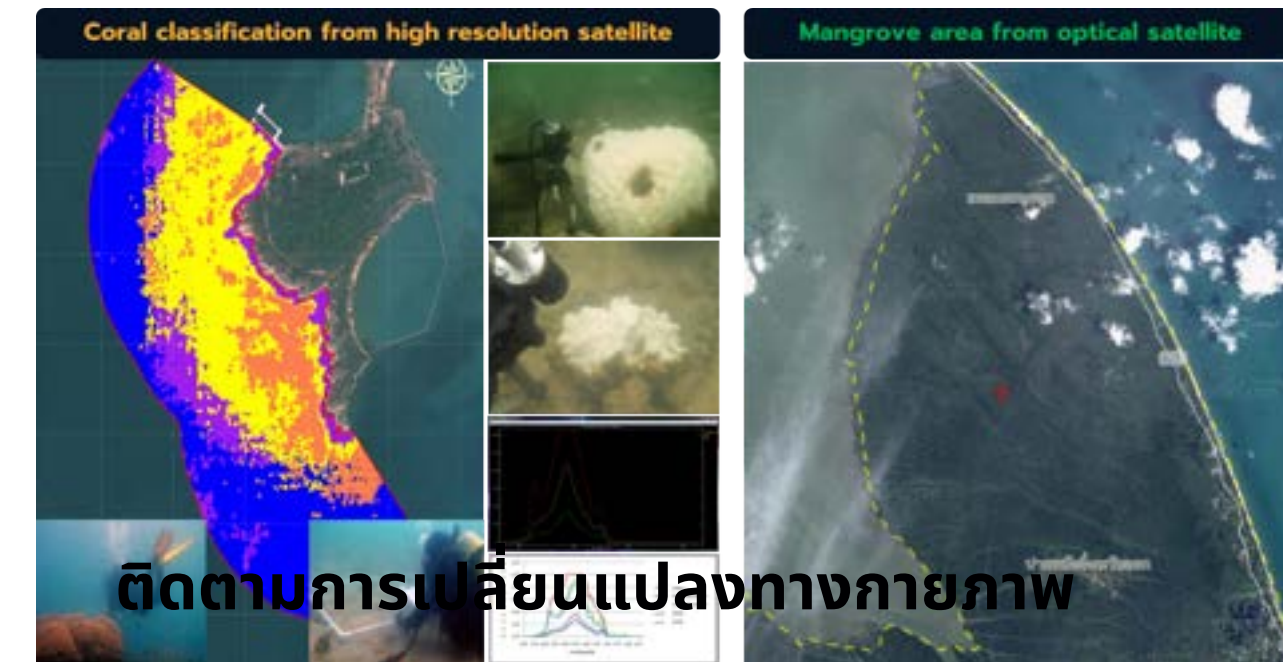 Coral classification from high resolution satellite
Mangrove area from optical satellite
ติดตามการเปลี่ยนแปลงทางกายภาพ